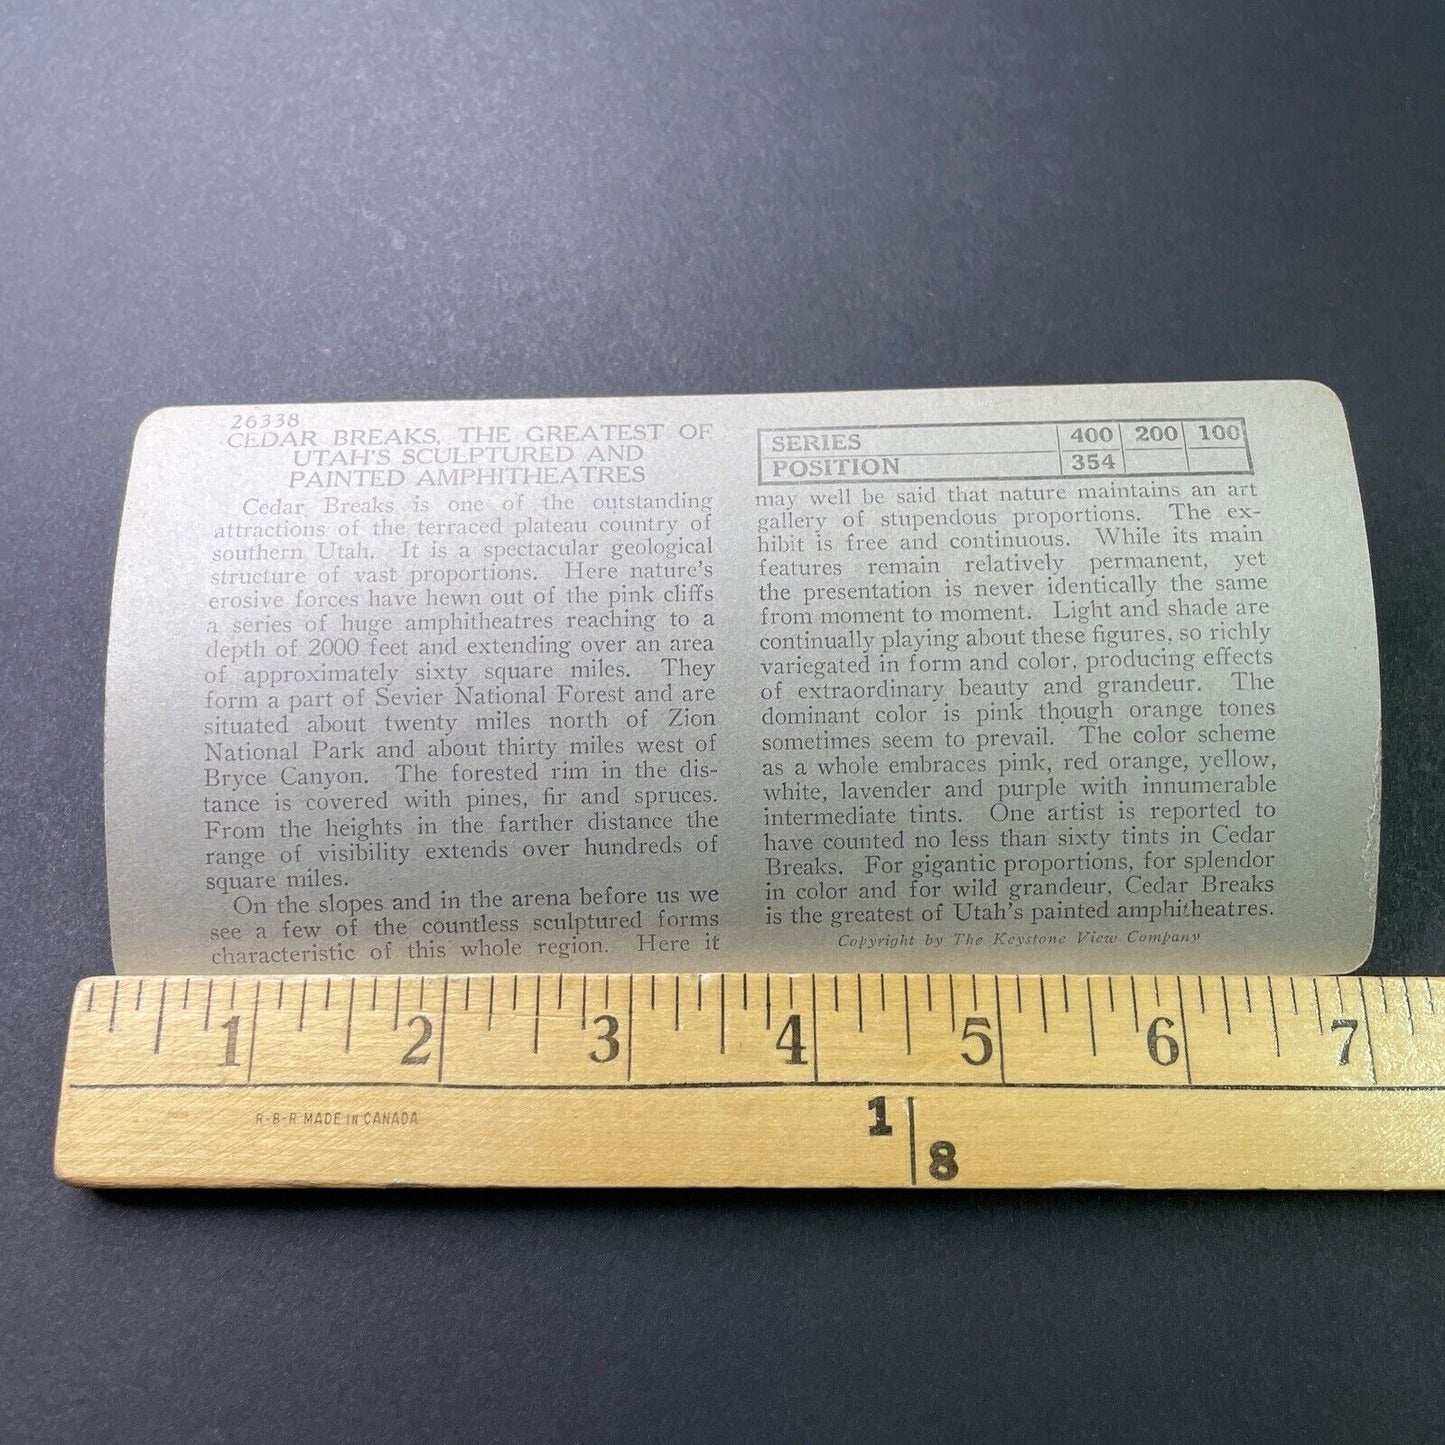 26338
CEDAR BREAKS, THE GREATEST OF
UTAH'S SCULPTURED AND
PAINTED AMPHITHEATRES
Cedar Breaks is one of the outstanding
attractions of the terraced plateau country of
southern Utah. It is a spectacular geological
structure of vast proportions. Here nature's
erosive forces have hewn out of the pink cliffs
a series of huge amphitheatres reaching to a
depth of 2000 feet and extending over an area
of approximately sixty square miles. They
form a part of Sevier National Forest and are
situated about twenty miles north of Zion
National Park and about thirty miles west of
Bryce Canyon. The forested rim in the dis-
tance is covered with pines, fir and spruces.
From the heights in the farther distance the
range of visibility extends over hundreds of
square miles.
On the slopes and in the arena before us we
see a few of the countless sculptured forms
characteristic of this whole region. Here it
SERIES 400 200 100
POSITION 354
may well be said that nature maintains an art
gallery of stupendous proportions. The ex-
hibit is free and continuous. While its main
features remain relatively permanent, yet
the presentation is never identically the same
from moment to moment. Light and shade are
continually playing about these figures, so richly
variegated in form and color, producing effects
of extraordinary beauty and grandeur. The
dominant color is pink though orange tones
sometimes seem to prevail. The color scheme
as a whole embraces pink, red orange, yellow,
white, lavender and purple with innumerable
intermediate tints. One artist is reported to
have counted no less than sixty tints in Cedar
Breaks. For gigantic proportions, for splendor
in color and for wild grandeur, Cedar Breaks
is the greatest of Utah's painted amphitheatres.
Copyright by The Keystone View Company
1 2 3 4 5 6 7
R-B-R MADE IN CANADA
1 8